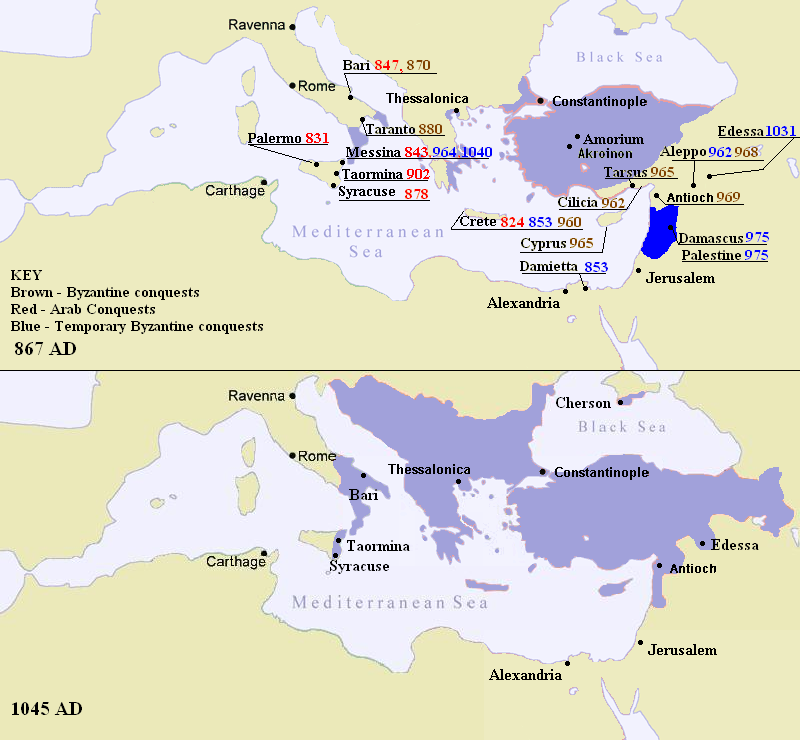 Ravenna
Black Sea
Bari 847, 870
Rome
Thessalonica
Constantinople
Taranto 880
Palermo 831
Amorium
Edessa 1031
Messina 843, 964, 1040
Akroinon
Aleppo 962 968
Taormina 902
Tarsus 965
Carthage
Syracuse 878
Cilicia 962
Antioch 969
Crete 824 853 960
Mediterranean
Sea
Cyprus 965
Damascus 975
Palestine 975
Damietta 853
Jerusalem
KEY
Brown - Byzantine conquests
Alexandria
Red - Arab Conquests
Blue - Temporary Byzantine conquests
867 AD
Ravenna
Cherson
Black Sea
Rome
Thessalonica
Constantinople
Bari
Taormina
Edessa
Carthage
Syracuse
Antioch
Mediterranean Sea
Jerusalem
Alexandria
1045 AD